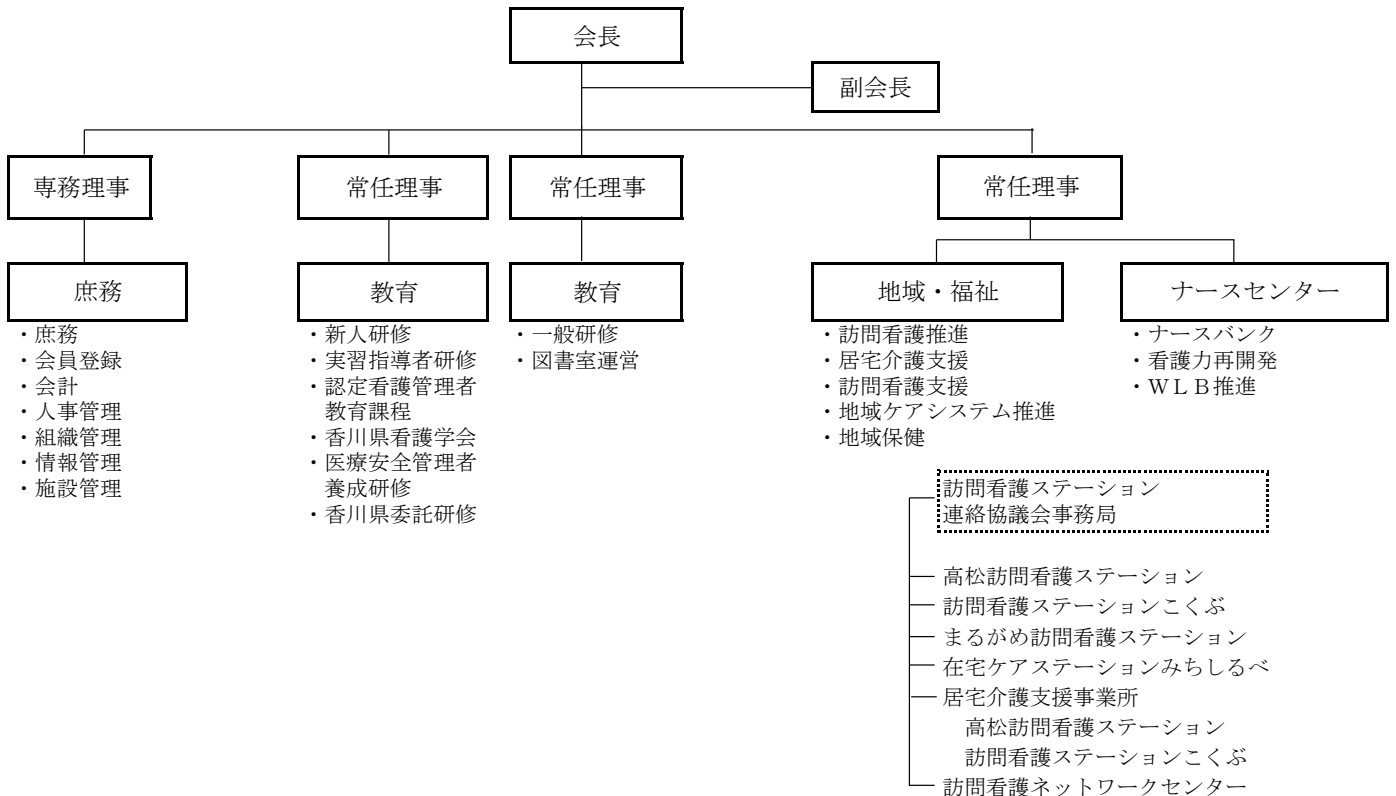 会長
副会長
専務理事
常任理事
常任理事
常任理事
庶務
・庶務
・会員登録
・会計
・人事管理
・組織管理
・情報管理
・施設管理
教育
・新人研修
・実習指導者研修
・認定看護管理者
教育課程
・香川県看護学会
・医療安全管理者
養成研修
・香川県委託研修
教育
・一般研修
・図書室運営
地域・福祉
・訪問看護推進
・居宅介護支援
・訪問看護支援
・地域ケアシステム推進
・地域保健
ナースセンター
・ナースバンク
・看護力再開発
・ＷＬＢ推進
訪問看護ステーション
連絡協議会事務局
高松訪問看護ステーション
訪問看護ステーションこくぶ
まるがめ訪問看護ステーション
在宅ケアステーションみちしるべ
居宅介護支援事業所
高松訪問看護ステーション
訪問看護ステーションこくぶ
訪問看護ネットワークセンター